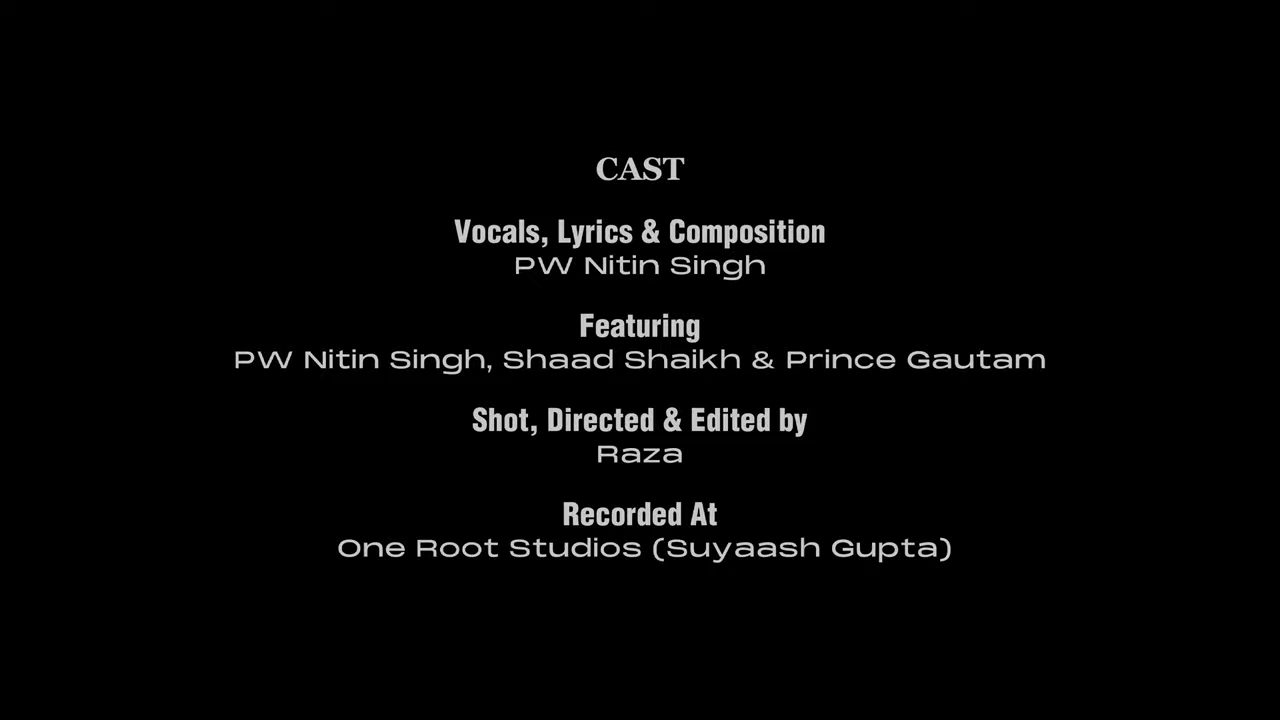 CAST
Vocals, Lyrics & Composition
PW Nitin Singh
Featuring
PW Nitin Singh, Shaad Shaikh & Prince Gautam
Shot, Directed & Edited by
Raza
Recorded At
One Root Studios (Suyaash Gupta)